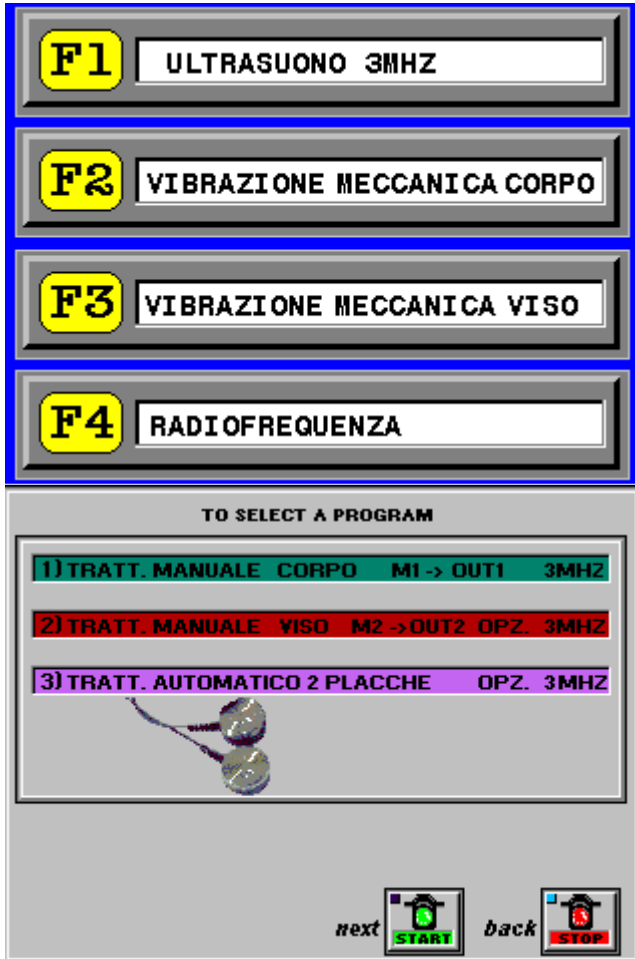 F1 ULTRASUONO 3MHZ
F2 VIBRAZIONE MECCANICA CORPO
F3 VIBRAZIONE MECCANICA VISO
F4 RADIOFREQUENZA
TO SELECT A PROGRAM
1) TRATT. MANUALE CORPO M1 -> OUT1 3MHZ
2) TRATT. MANUALE VISO M2 ->OUT2 OPZ. 3MHZ
3) TRATT. AUTOMATICO 2 PLACCHE OPZ. 3MHZ
next START back STOP